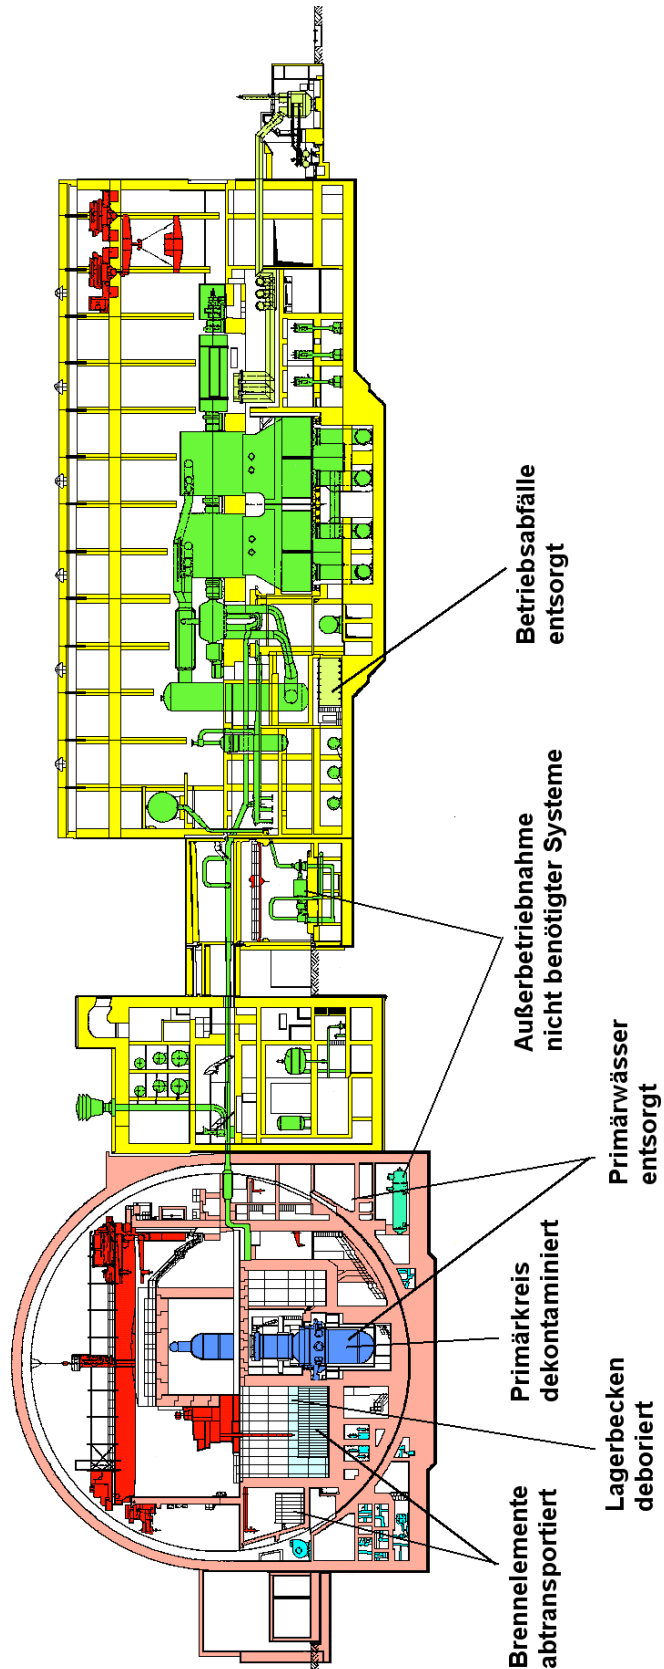 Brennelemente
abtransportiert
Lagerbecken
deboriert
Primärkreis
dekontaminiert
Primärwässer
entsorgt
Außerbetriebnahme
nicht benötigter Systeme
Betriebsabfälle
entsorgt